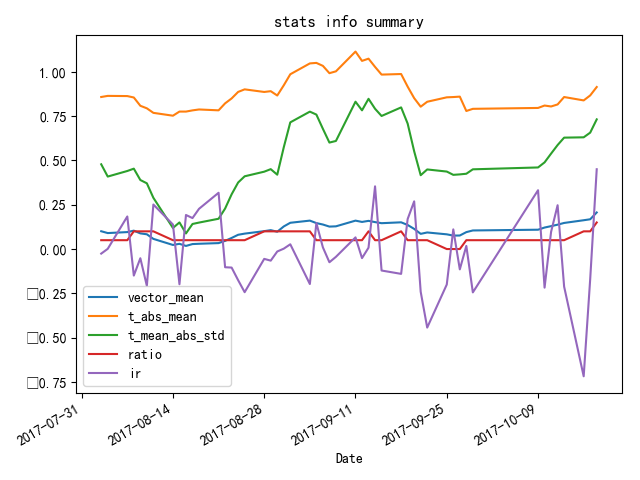 stats info summary
1.00
0.75
0.50
0.25
0.00
□0.25
□0.50
□0.75
vector_mean
t_abs_mean
t_mean_abs_std
ratio
ir
2017-07-31
2017-08-14
2017-08-28
2017-09-11
2017-09-25
2017-10-09
Date